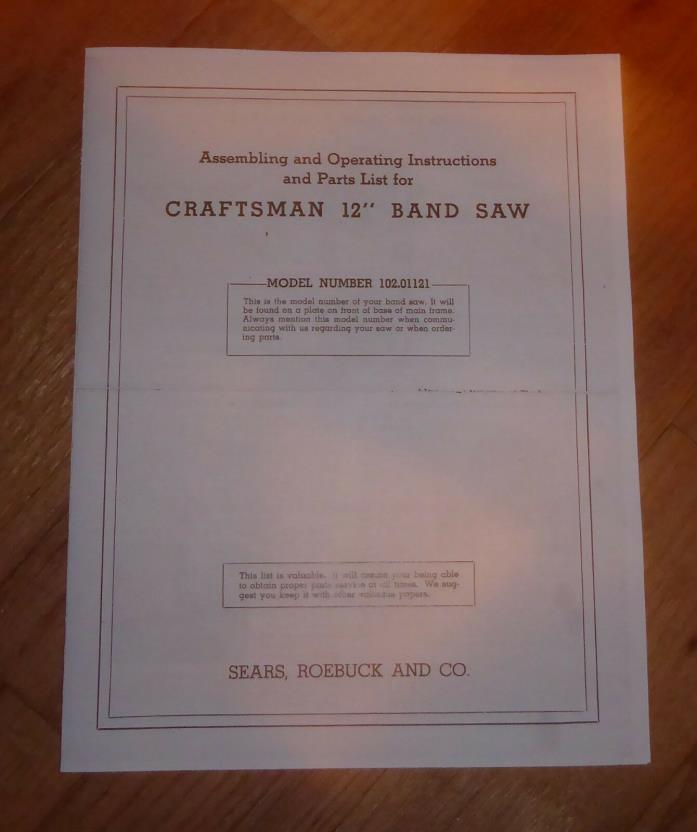 Assembling and Operating Instructions
and Parts List for
CRAFTSMAN 12″ BAND SAW
MODEL NUMBER 102.01121
This is the model number of your band saw. It will
be found on a plate on front of base of main frame.
Always mention this model number when commu-
nicating with us regarding your saw or when order-
ing parts.
This list is valuable. It will assure your being able
to obtain proper parts service at all times. We sug-
gest you keep it with other valuable papers.
SEARS, ROEBUCK AND CO.